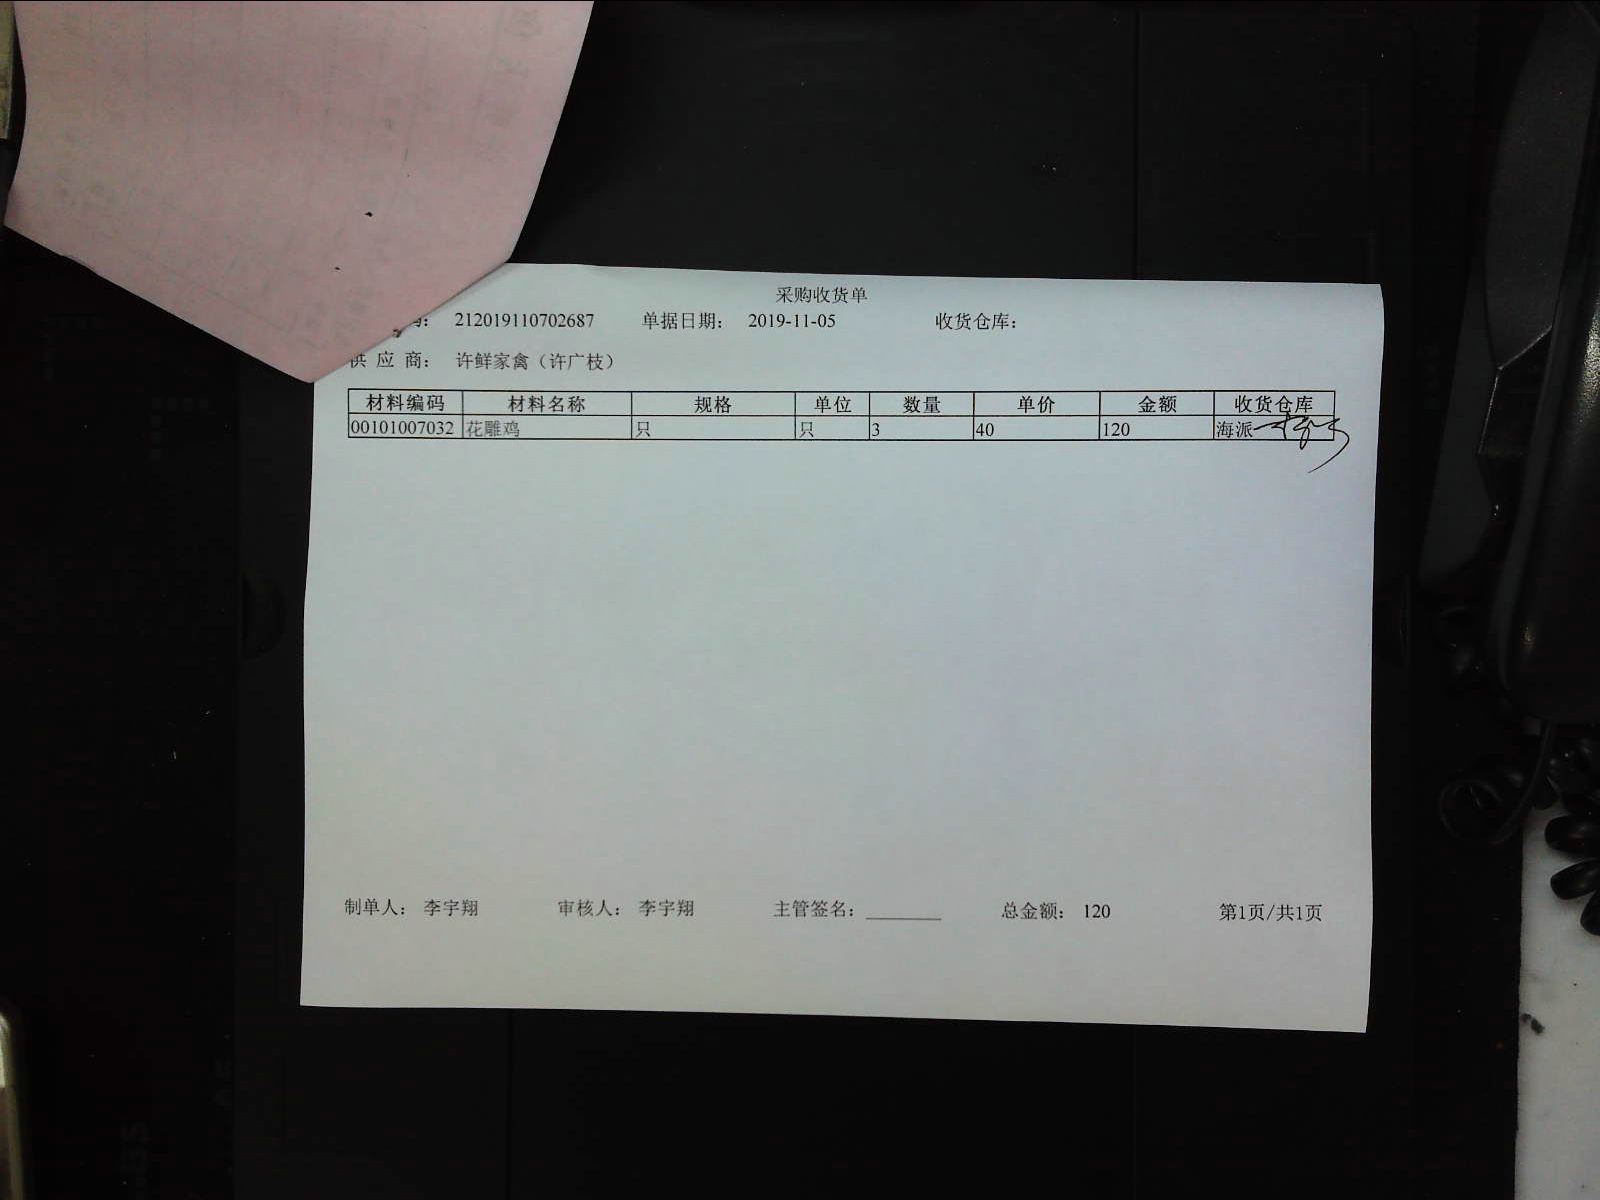 采购收货单
码： 212019110702687 单据日期： 2019-11-05 收货仓库：
供 应 商： 许鲜家禽（许广枝）
材料编码 材料名称 规格 单位 数量 单价 金额 收货仓库
00101007032 花雕鸡 只 只 3 40 120 海派
制单人： 李宇翔 审核人： 李宇翔 主管签名：________ 总金额： 120 第1页/共1页